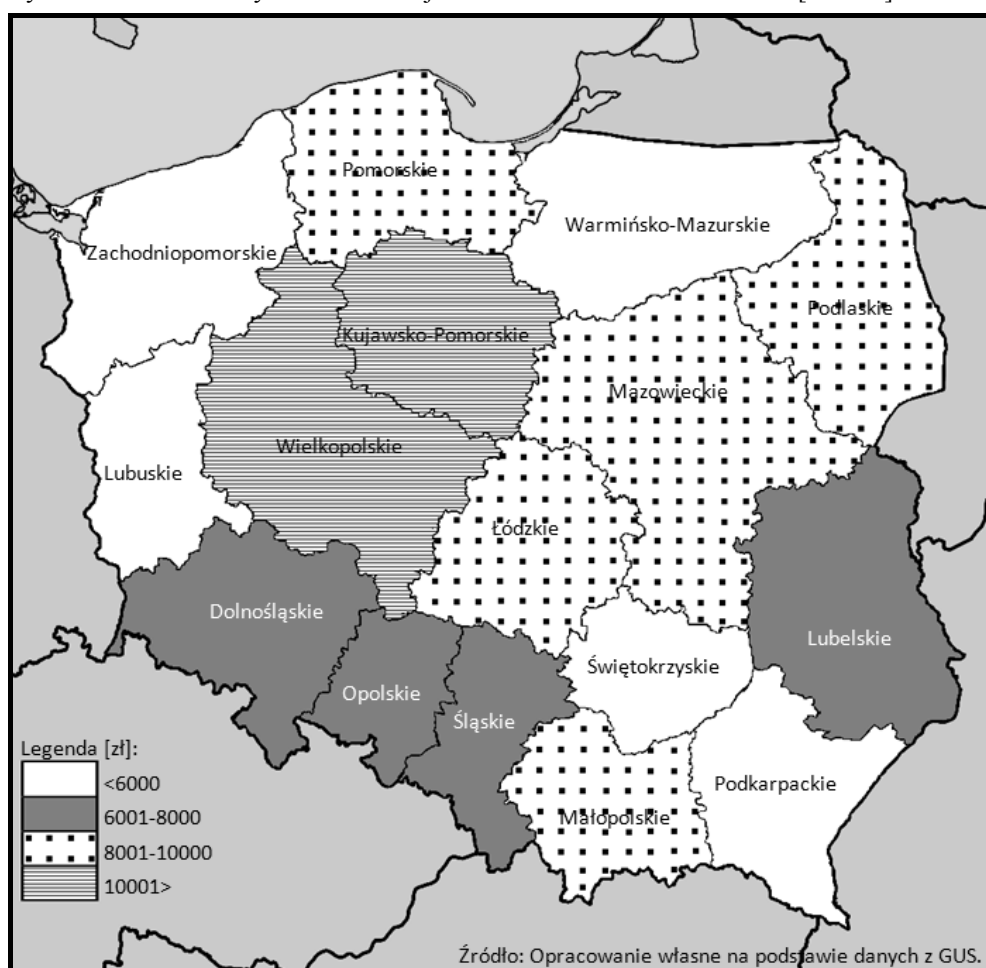 Pomorskie
Warmińsko-Mazurskie
Zachodniopomorskie
Podlaskie
Kujawsko-Pomorskie
Mazowieckie
Wielkopolskie
Lubuskie
Łódzkie
Dolnośląskie
Lubelskie
Świętokrzyskie
Opolskie
Śląskie
Podkarpackie
Małopolskie
Legenda [zł]:
<6000
6001-8000
8001-10000
10001>
Źródło: Opracowanie własne na podstawie danych z GUS.